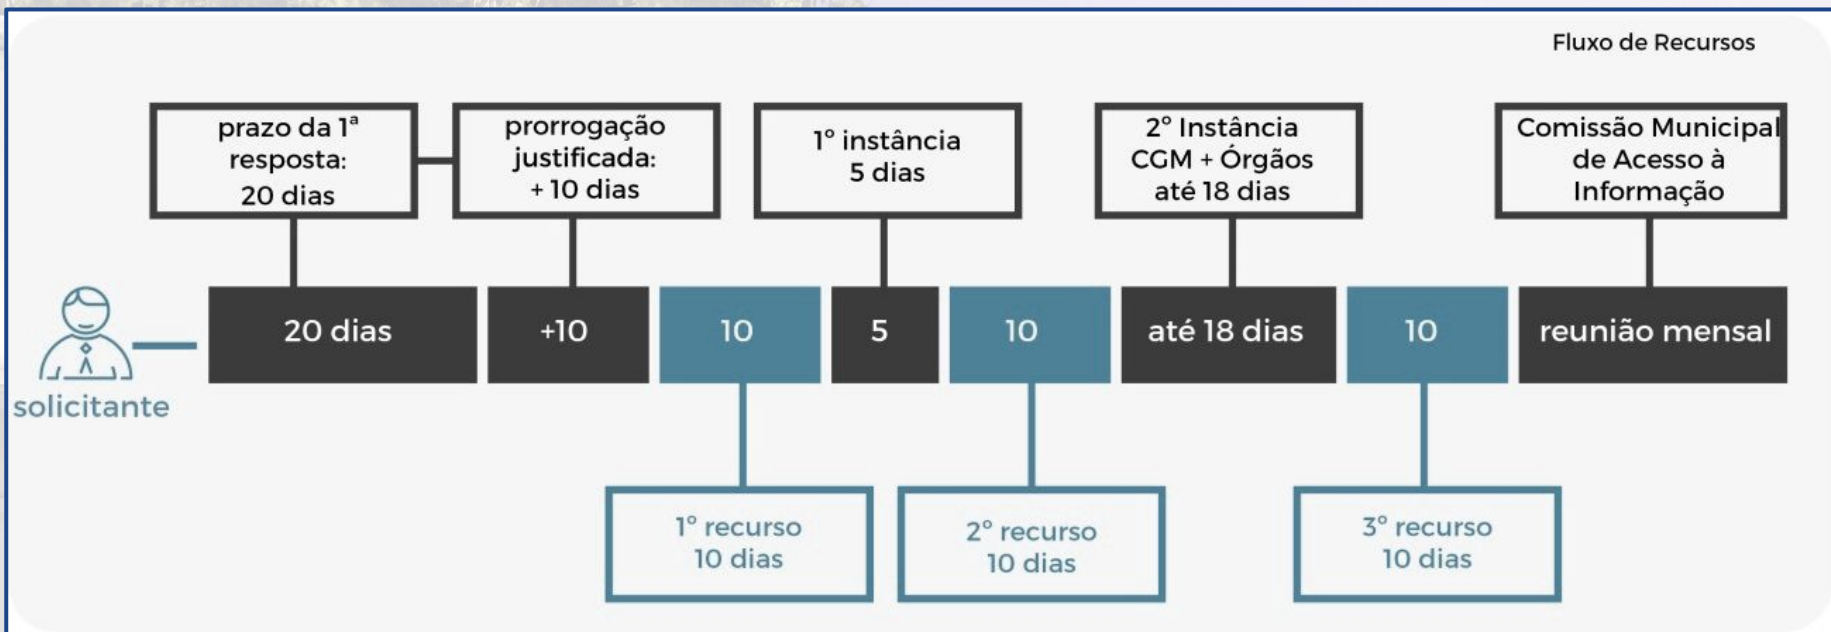 Fluxo de Recursos
prazo da 1ª
resposta:
20 dias
prorrogação
justificada:
+ 10 dias
1º instância
5 dias
2º Instância
CGM + Órgãos
até 18 dias
Comissão Municipal
de Acesso à
Informação
solicitante
20 dias
+10
10
5
10
até 18 dias
10
reunião mensal
1º recurso
10 dias
2º recurso
10 dias
3º recurso
10 dias